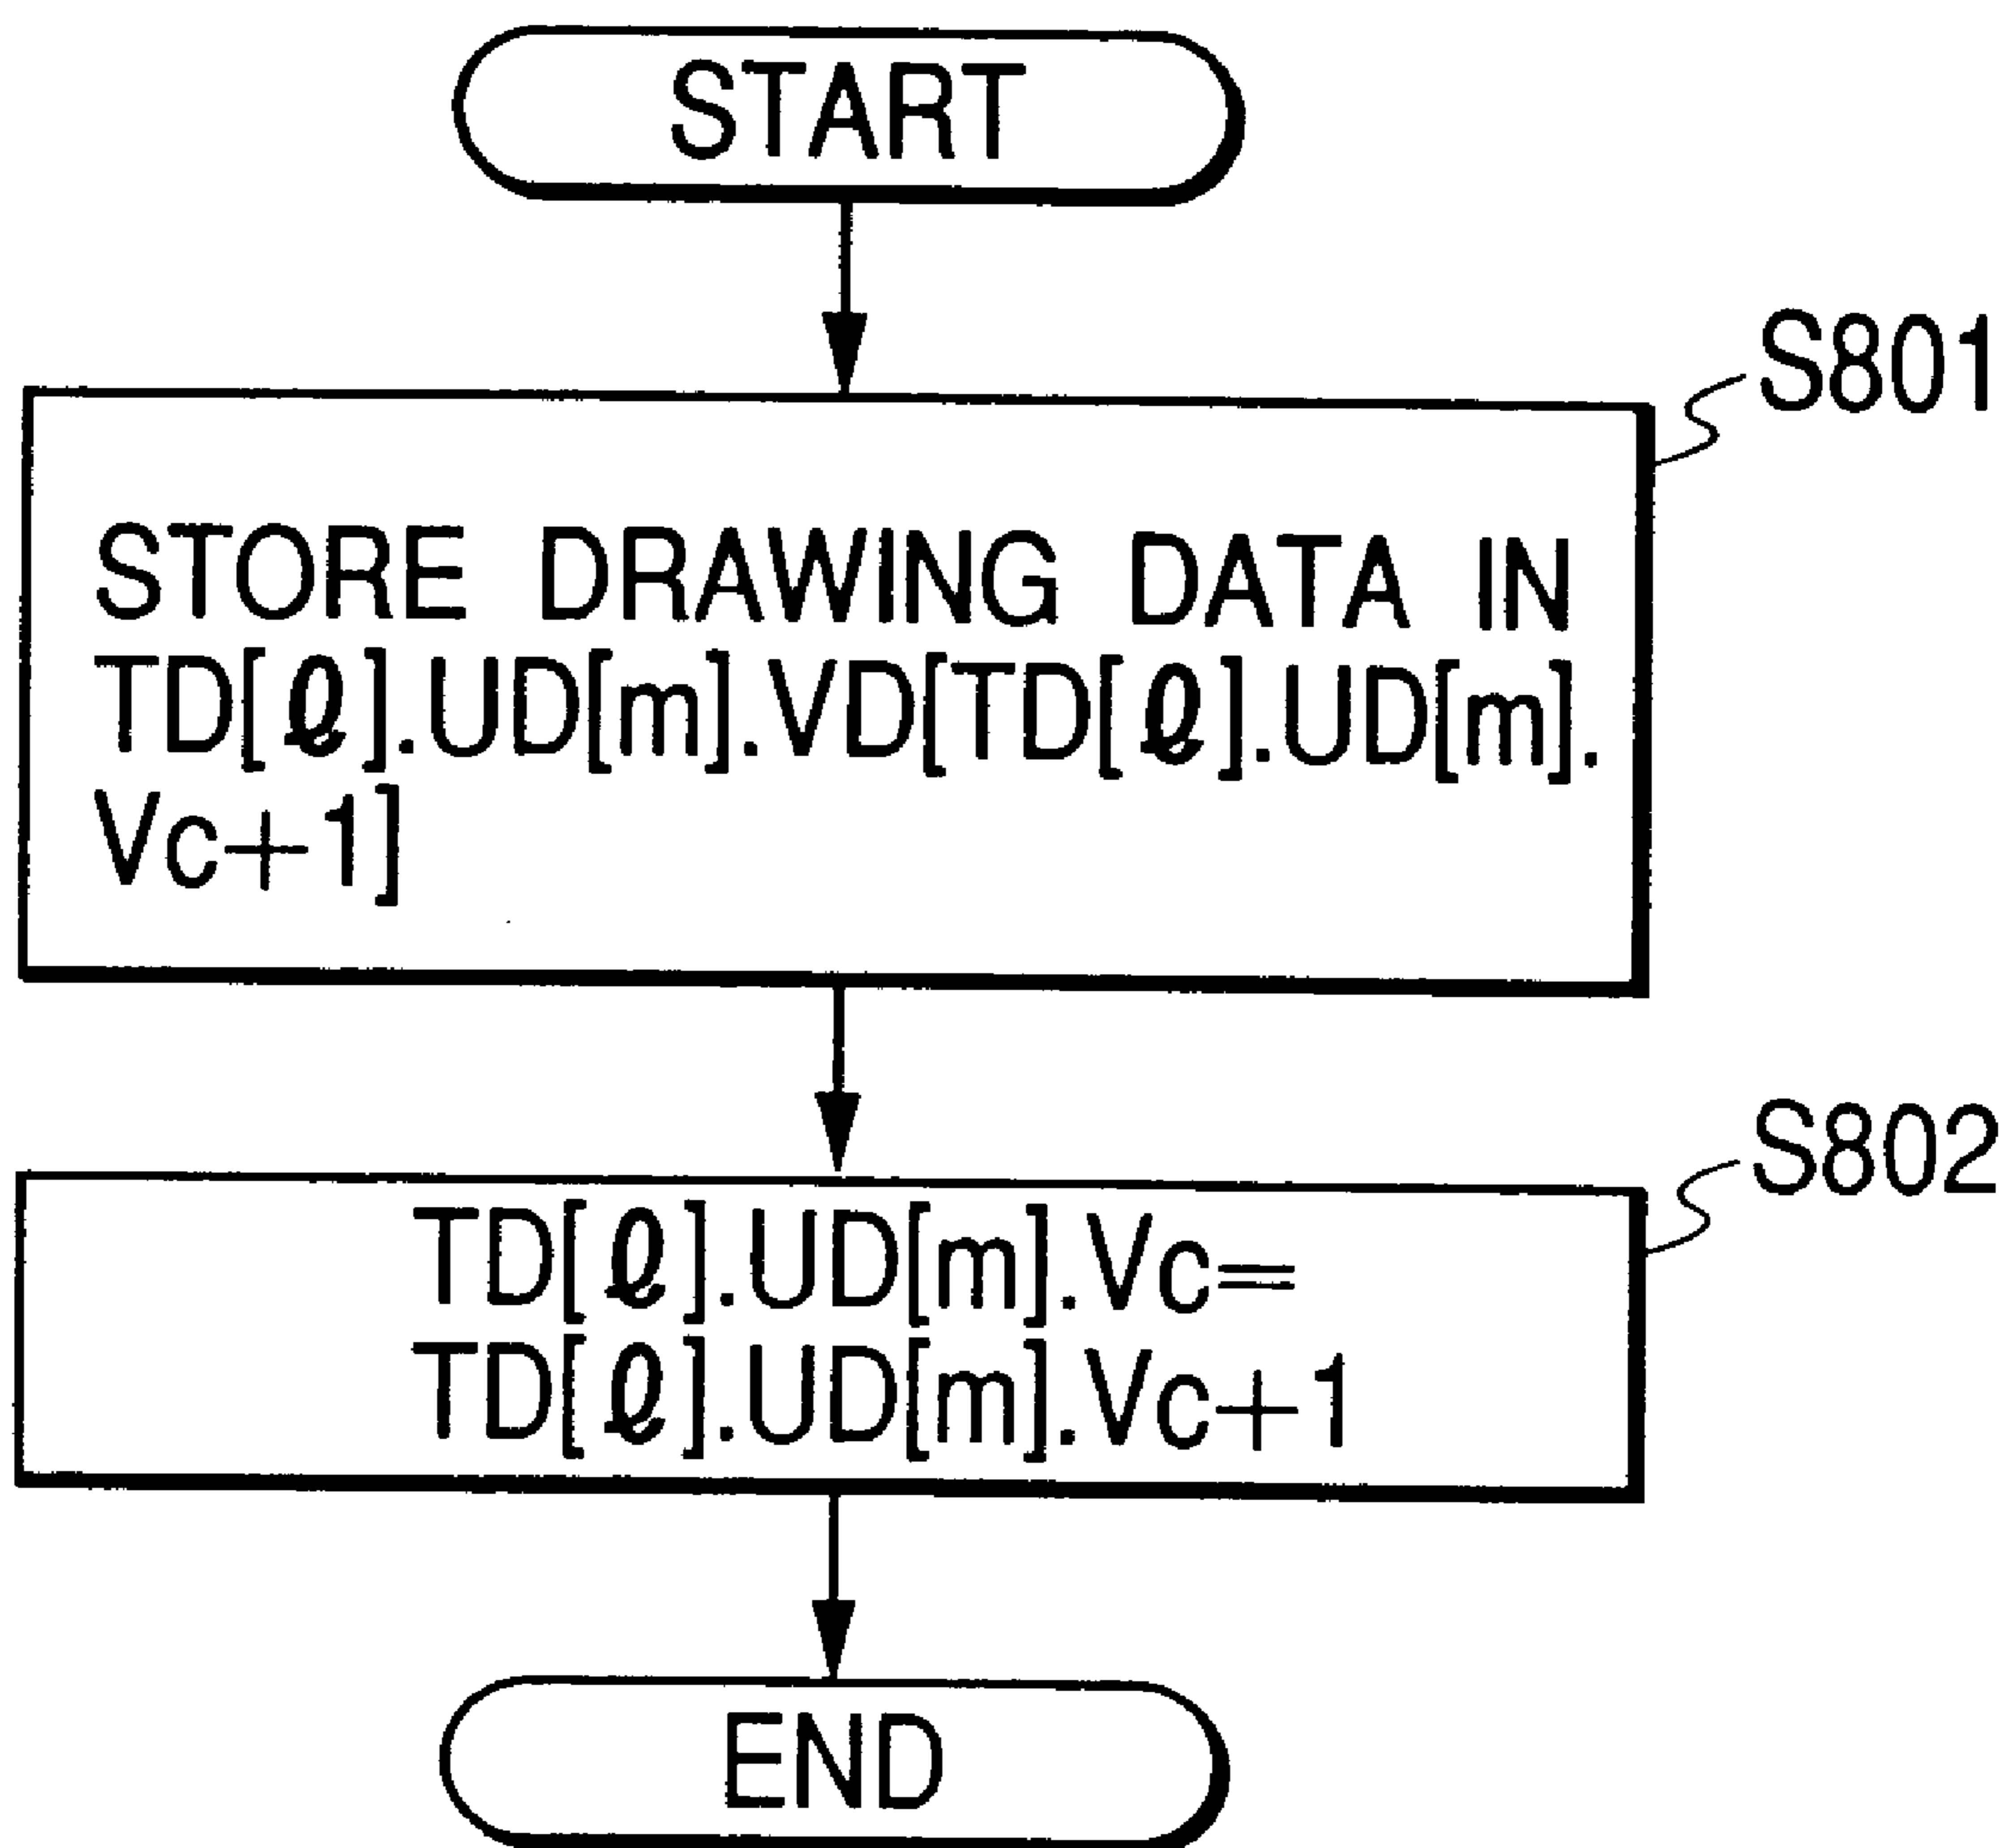 START
S801
STORE DRAWING DATA IN
TD[ℓ].UD[m].VD[TD[ℓ].UD[m].
Vc+1]
S802
TD[ℓ].UD[m].Vc=
TD[ℓ].UD[m].Vc+1
END